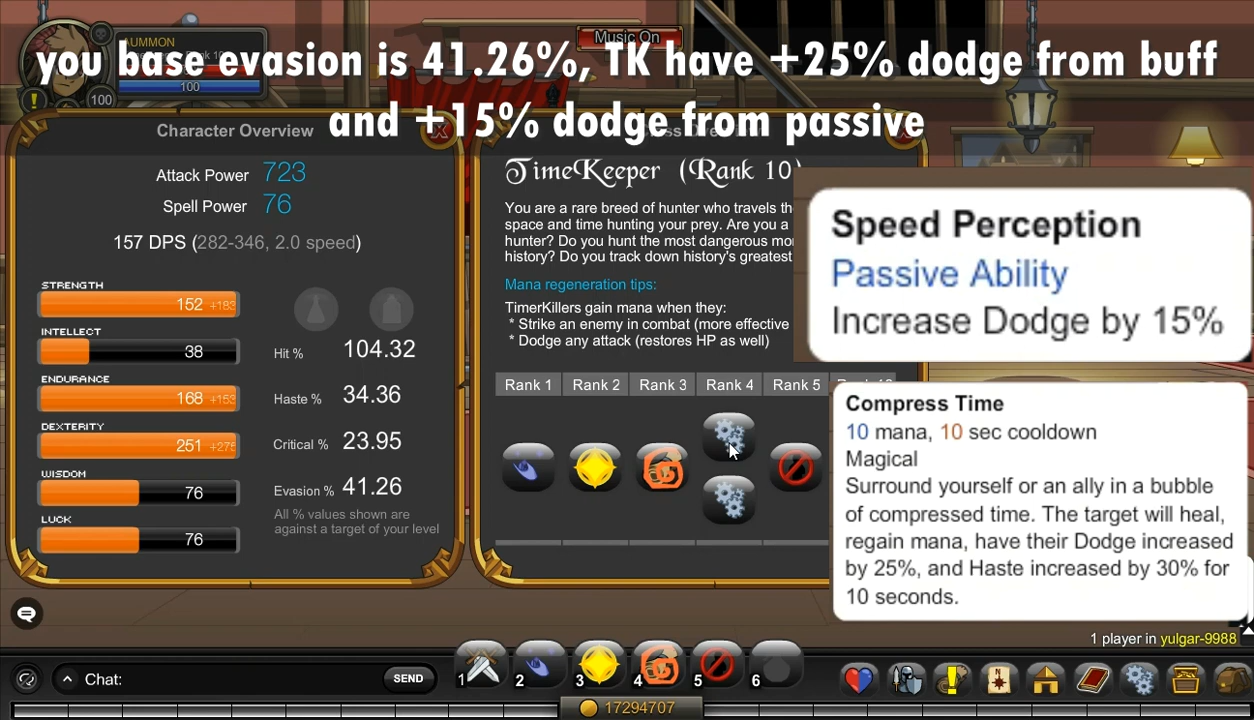 you base evasion is 41.26%, TK have +25% dodge from buff
and +15% dodge from passive
AUMMON
Music On
100
100
Character Overview
Attack Power 723
Spell Power 76
157 DPS (282-346, 2.0 speed)
STRENGTH
152
INTELLECT
38
ENDURANCE
168
DEXTERITY
251
WISDOM
76
LUCK
76
Hit % 104.32
Haste % 34.36
Critical % 23.95
Evasion % 41.26
All % values shown are
against a target of your level
TimeKeeper (Rank 10)
You are a rare breed of hunter who travels
space and time hunting your prey. Are you a
hunter? Do you hunt the most dangerous
history? Do you track down history's greatest
Mana regeneration tips:
TimerKillers gain mana when they:
* Strike an enemy in combat (more effective
* Dodge any attack (restores HP as well)
Rank 1 Rank 2 Rank 3 Rank 4 Rank 5
Speed Perception
Passive Ability
Increase Dodge by 15%
Compress Time
10 mana, 10 sec cooldown
Magical
Surround yourself or an ally in a bubble
of compressed time. The target will heal,
regain mana, have their Dodge increased
by 25%, and Haste increased by 30% for
10 seconds.
1 player in yulgar-9988
Chat:
SEND
1 2 3 4 5 6
17294707